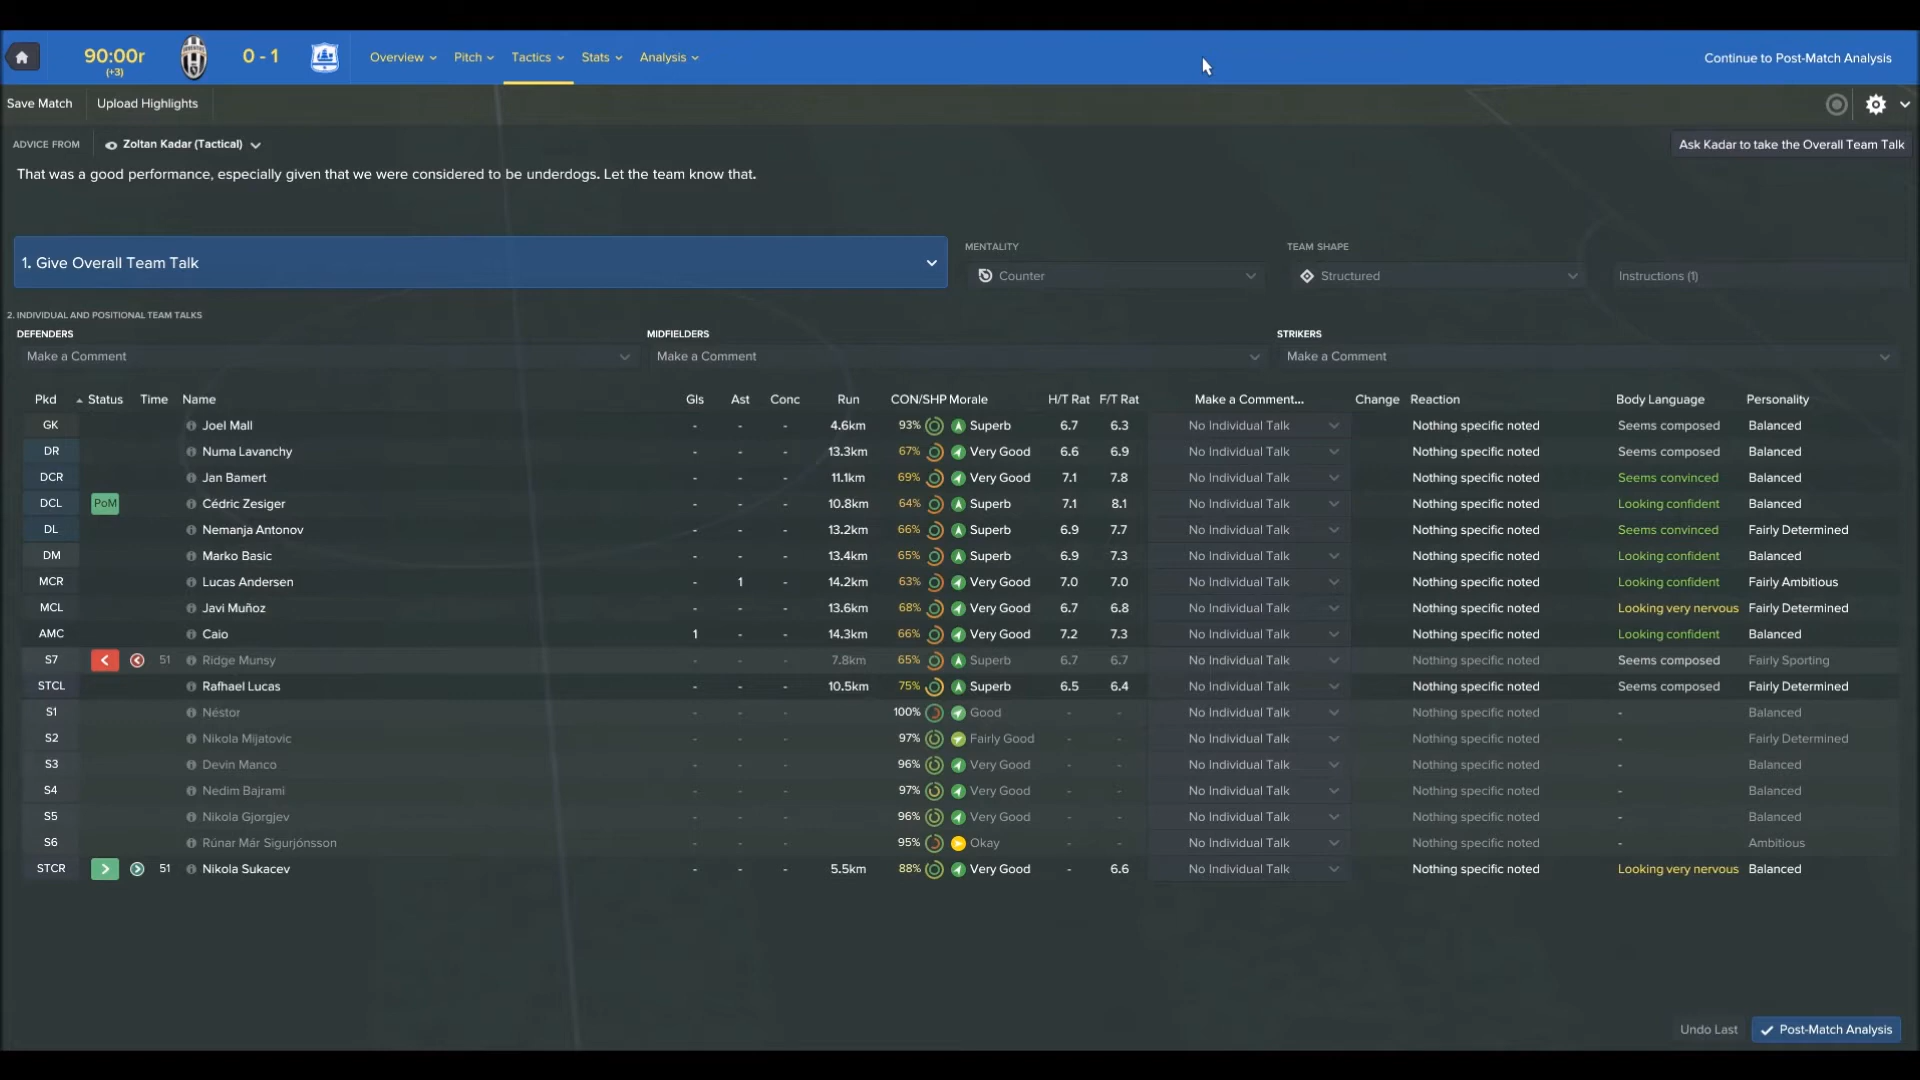 90:00r 0 - 1 Overview Pitch Tactics Stats Analysis Continue to Post-Match Analysis
(+3)
Save Match Upload Highlights
ADVICE FROM Zoltan Kadar (Tactical) Ask Kadar to take the Overall Team Talk
That was a good performance, especially given that we were considered to be underdogs. Let the team know that.
MENTALITY TEAM SHAPE
1. Give Overall Team Talk Counter Structured Instructions (1)
2. INDIVIDUAL AND POSITIONAL TEAM TALKS
DEFENDERS MIDFIELDERS STRIKERS
Make a Comment Make a Comment Make a Comment
Pkd Status Time Name Gls Ast Conc Run CON/SHP Morale H/T Rat F/T Rat Make a Comment... Change Reaction Body Language Personality
GK Joel Mall - - - 4.6km 93% Superb 6.7 6.3 No Individual Talk Nothing specific noted Seems composed Balanced
DR Numa Lavanchy - - - 13.3km 67% Very Good 6.6 6.9 No Individual Talk Nothing specific noted Seems composed Balanced
DCR Jan Bamert - - - 11.1km 69% Very Good 7.1 7.8 No Individual Talk Nothing specific noted Seems convinced Balanced
DCL PoM Cédric Zesiger - - - 10.8km 64% Superb 7.1 8.1 No Individual Talk Nothing specific noted Looking confident Balanced
DL Nemanja Antonov - - - 13.2km 66% Superb 6.9 7.7 No Individual Talk Nothing specific noted Seems convinced Fairly Determined
DM Marko Basic - - - 13.4km 65% Superb 6.9 7.3 No Individual Talk Nothing specific noted Looking confident Balanced
MCR Lucas Andersen - 1 - 14.2km 63% Very Good 7.0 7.0 No Individual Talk Nothing specific noted Looking confident Fairly Ambitious
MCL Javi Muñoz - - - 13.6km 68% Very Good 6.7 6.8 No Individual Talk Nothing specific noted Looking very nervous Fairly Determined
AMC Caio 1 - - 14.3km 66% Very Good 7.2 7.3 No Individual Talk Nothing specific noted Looking confident Balanced
S7 51 Ridge Munsy - - - 7.8km 65% Superb 6.7 6.7 No Individual Talk Nothing specific noted Seems composed Fairly Sporting
STCL Rafhael Lucas - - - 10.5km 75% Superb 6.5 6.4 No Individual Talk Nothing specific noted Seems composed Fairly Determined
S1 Néstor - - - 100% Good - - No Individual Talk Nothing specific noted - Balanced
S2 Nikola Mijatovic - - - 97% Fairly Good - - No Individual Talk Nothing specific noted - Fairly Determined
S3 Devin Manco - - - 96% Very Good - - No Individual Talk Nothing specific noted - Balanced
S4 Nedim Bajrami - - - 97% Very Good - - No Individual Talk Nothing specific noted - Balanced
S5 Nikola Gjorgjev - - - 96% Very Good - - No Individual Talk Nothing specific noted - Balanced
S6 Rúnar Már Sigurjónsson - - - 95% Okay - - No Individual Talk Nothing specific noted - Ambitious
STCR 51 Nikola Sukacev - - - 5.5km 88% Very Good - 6.6 No Individual Talk Nothing specific noted Looking very nervous Balanced
Undo Last Post-Match Analysis